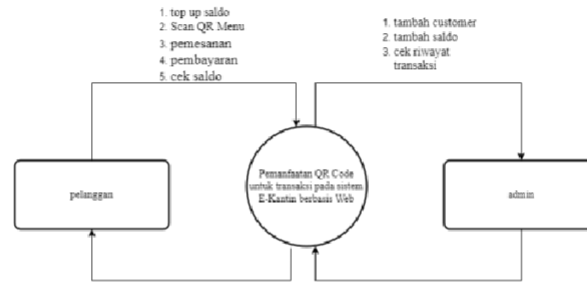 1. top up saldo
2. Scan QR Menu
3. pemesanan
4. pembayaran
5. cek saldo
1. tambah customer
2. tambah saldo
3. cek riwayat
transaksi
pelanggan
Pemanfaatan QR Code
untuk transaksi pada sistem
E-Kantin berbasis Web
admin